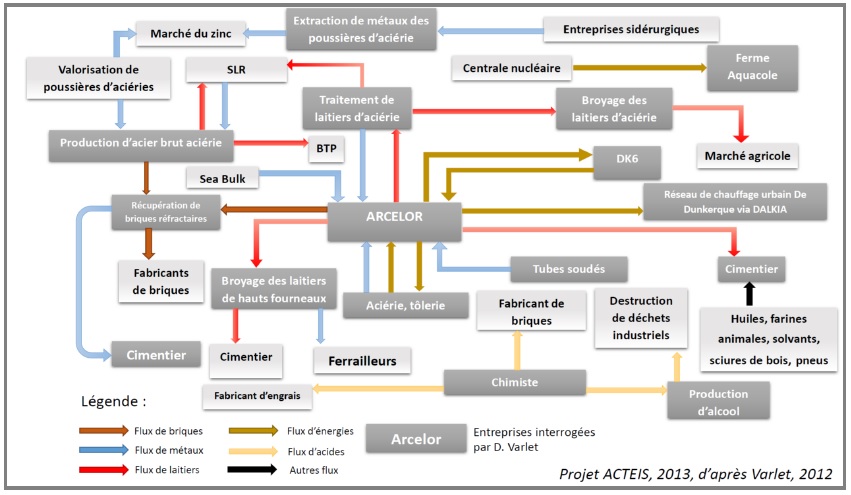 Extraction de métaux des
poussières d'aciérie
Marché du zinc
Entreprises sidérurgiques
Valorisation de
poussières d'aciéries
SLR
Centrale nucléaire
Ferme
Aquacole
Traitement de
laitiers d'aciérie
Broyage des
laitiers d'aciérie
Production d'acier brut aciérie
BTP
Marché agricole
DK6
Sea Bulk
Récupération de
briques réfractaires
ARCELOR
Réseau de chauffage urbain De
Dunkerque via DALKIA
Fabricants
de briques
Broyage des laitiers
de hauts fourneaux
Tubes soudés
Cimentier
Aciérie, tôlerie
Fabricant de
briques
Destruction
de déchets
industriels
Huiles, farines
animales, solvants,
sciures de bois, pneus
Cimentier
Cimentier
Ferrailleurs
Chimiste
Fabricant d'engrais
Production
d'alcool
Légende :
Flux de briques
Flux d'énergies
Flux de métaux
Flux d'acides
Flux de laitiers
Autres flux
Arcelor
Entreprises interrogées
par D. Varlet
Projet ACTEIS, 2013, d'après Varlet, 2012